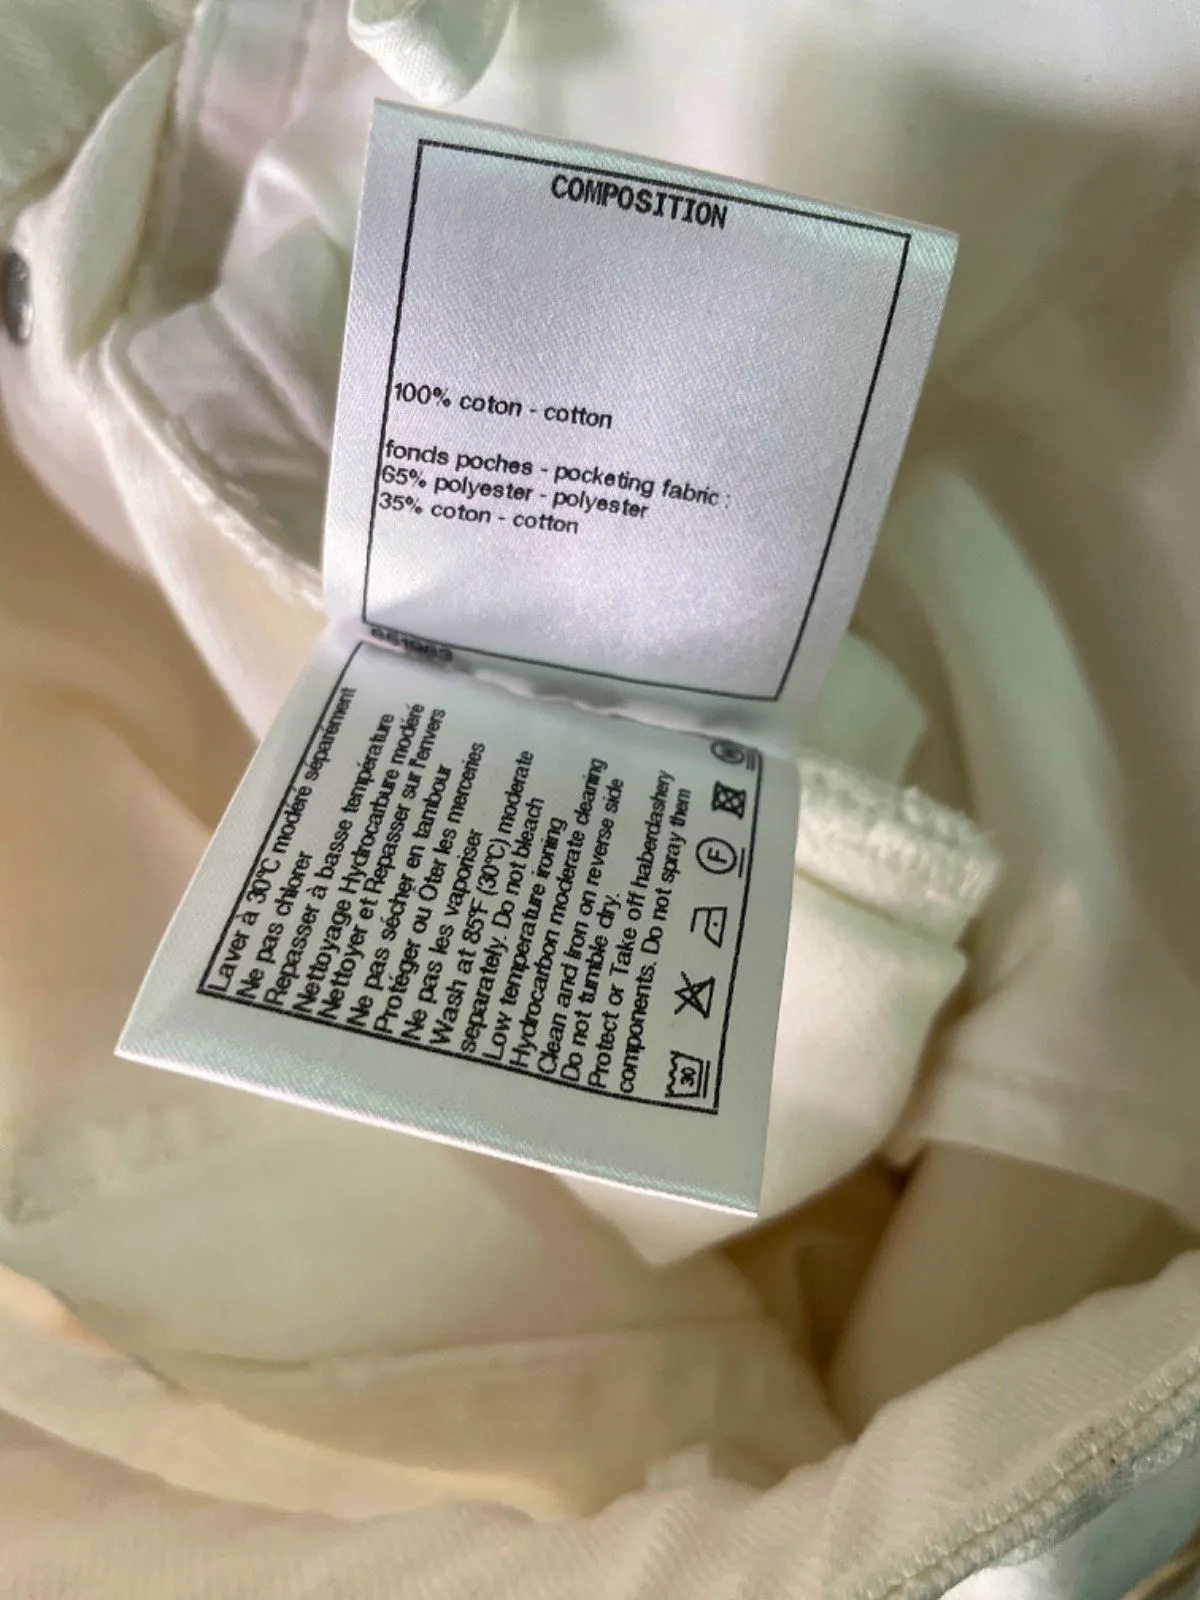 COMPOSITION
100% coton - cotton
fonds poches - pocketing fabric :
65% polyester - polyester
35% coton - cotton
Laver à 30°C modéré séparément
Ne pas chlorer
Repasser à basse température
Nettoyage Hydrocarbure modéré
Nettoyer et Repasser sur l'envers
Ne pas sécher en tambour
Protéger ou Oter les merceries
Ne pas les vaporiser
Wash at 85°F (30°C) moderate
separately. Do not bleach
Low temperature ironing
Hydrocarbon moderate cleaning
Clean and Iron on reverse side
Do not tumble dry.
Protect or Take off haberdashery
components. Do not spray them
30
F
W